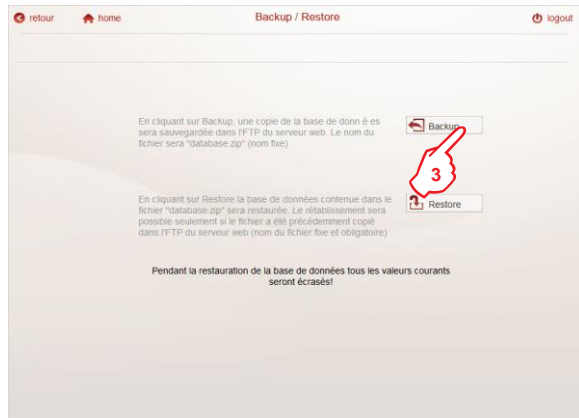 retour home Backup / Restore logout
En cliquant sur Backup, une copie de la base de donn é es
sera sauvegardée dans l'FTP du serveur web. Le nom du
fichier sera "database.zip" (nom fixe).
Backup
3
En cliquant sur Restore la base de données contenue dans le
fichier "database.zip" sera restaurée. Le rétablissement sera
possible seulement si le fichier a été précédemment copié
dans l'FTP du serveur web (nom du fichier fixe et obligatoire)
Restore
Pendant la restauration de la base de données tous les valeurs courants
seront écrasés!